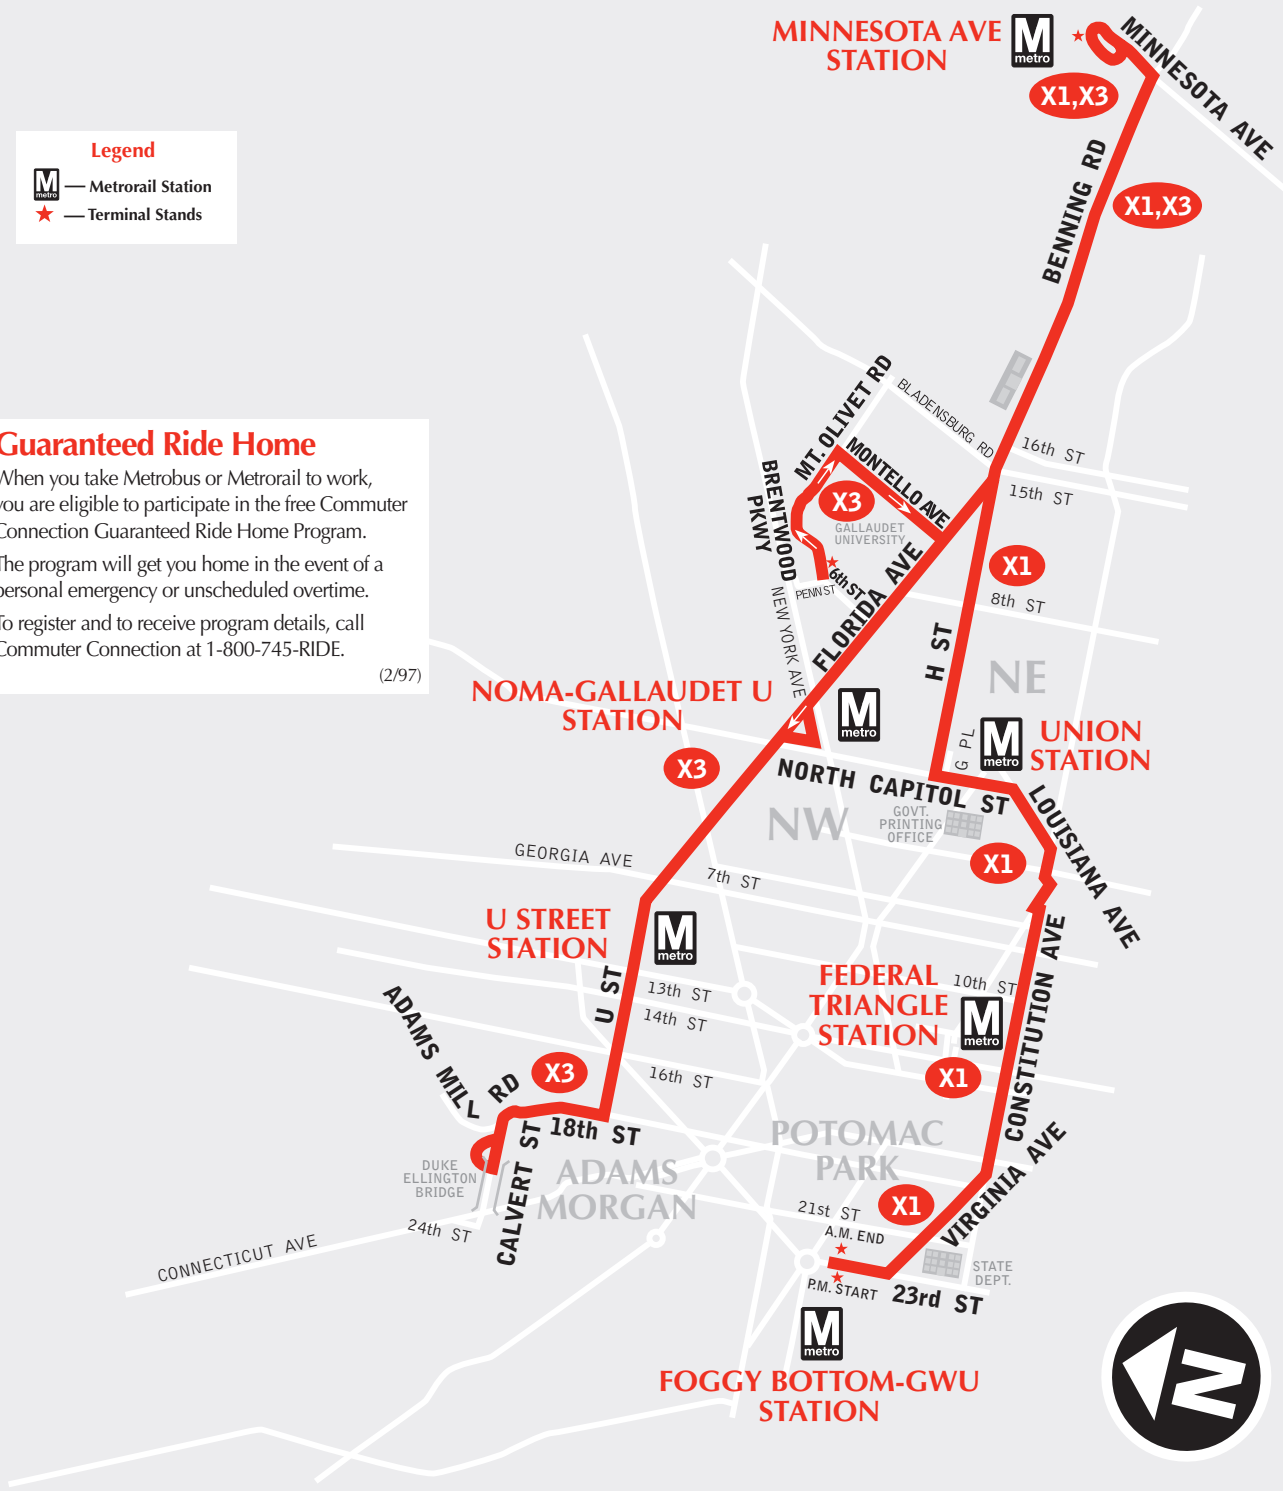 MINNESOTA AVE
STATION
M
metro
MINNESOTA AVE
X1,X3
Legend
M
metro
— Metrorail Station
— Terminal Stands
BENNING RD
X1,X3
MT. OLIVET RD
BLADENSBURG RD
16th ST
15th ST
MONTELLO AVE
BRENTWOOD
PKWY
X3
GALLAUDET
UNIVERSITY
6th ST
PENN ST
NEW YORK AVE
FLORIDA AVE
X1
8th ST
H ST
NE
Guaranteed Ride Home
When you take Metrobus or Metrorail to work,
you are eligible to participate in the free Commuter
Connection Guaranteed Ride Home Program.
The program will get you home in the event of a
personal emergency or unscheduled overtime.
To register and to receive program details, call
Commuter Connection at 1-800-745-RIDE.
(2/97)
NOMA-GALLAUDET U
STATION
M
metro
X3
G PL
M
metro
UNION
STATION
NORTH CAPITOL ST
LOUISIANA AVE
NW
GOVT.
PRINTING
OFFICE
X1
GEORGIA AVE
7th ST
U STREET
STATION
M
metro
U ST
13th ST
14th ST
16th ST
FEDERAL
TRIANGLE
STATION
10th ST
M
metro
X1
CONSTITUTION AVE
ADAMS MILL RD
X3
18th ST
CALVERT ST
DUKE
ELLINGTON
BRIDGE
ADAMS
MORGAN
POTOMAC
PARK
24th ST
CONNECTICUT AVE
21st ST
X1
VIRGINIA AVE
A.M. END
P.M. START
23rd ST
STATE
DEPT.
M
metro
FOGGY BOTTOM-GWU
STATION
N